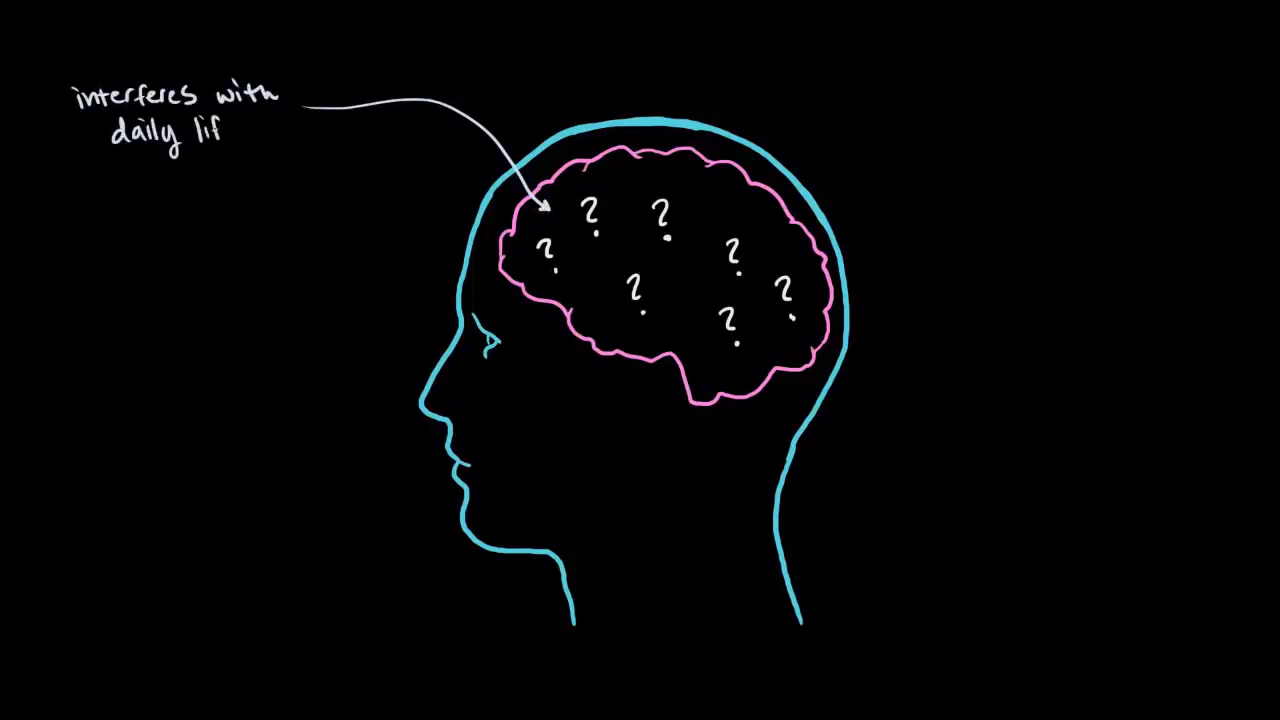 interferes with
daily lif
? ? ?
? ?
? ?